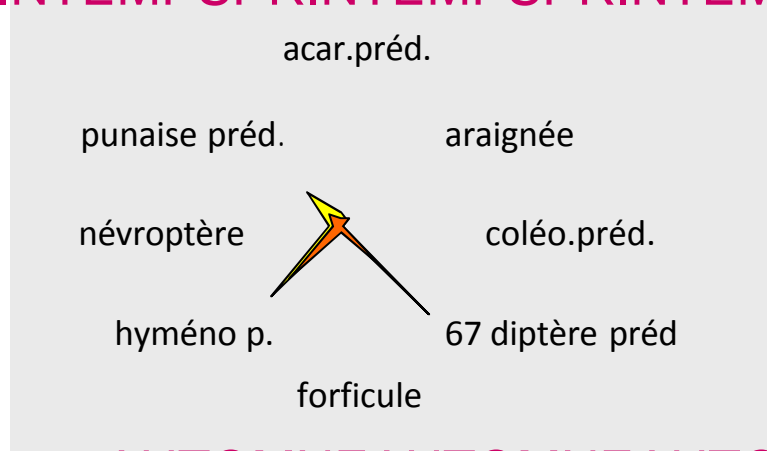 acar.préd.
punaise préd. araignée
névroptère coléo.préd.
hyméno p. 67 diptère préd
forficule